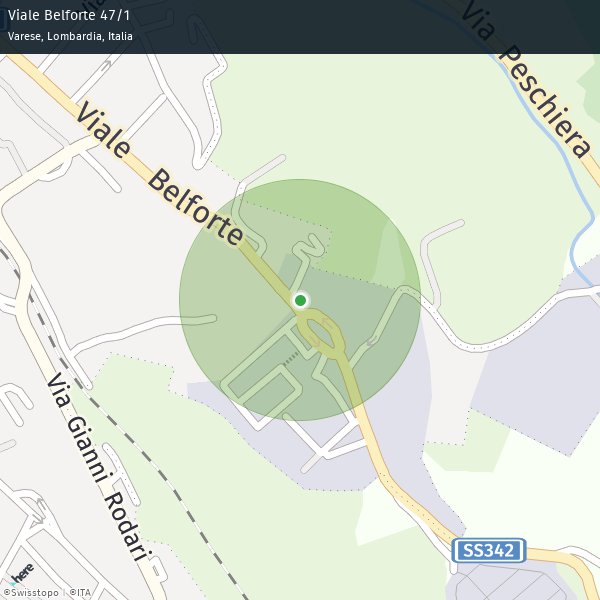 Viale Belforte 47/1
Varese, Lombardia, Italia
Via Peschiera
Viale Belforte
Via Gianni Rodari
SS342
here
©Swisstopo | ©ITA